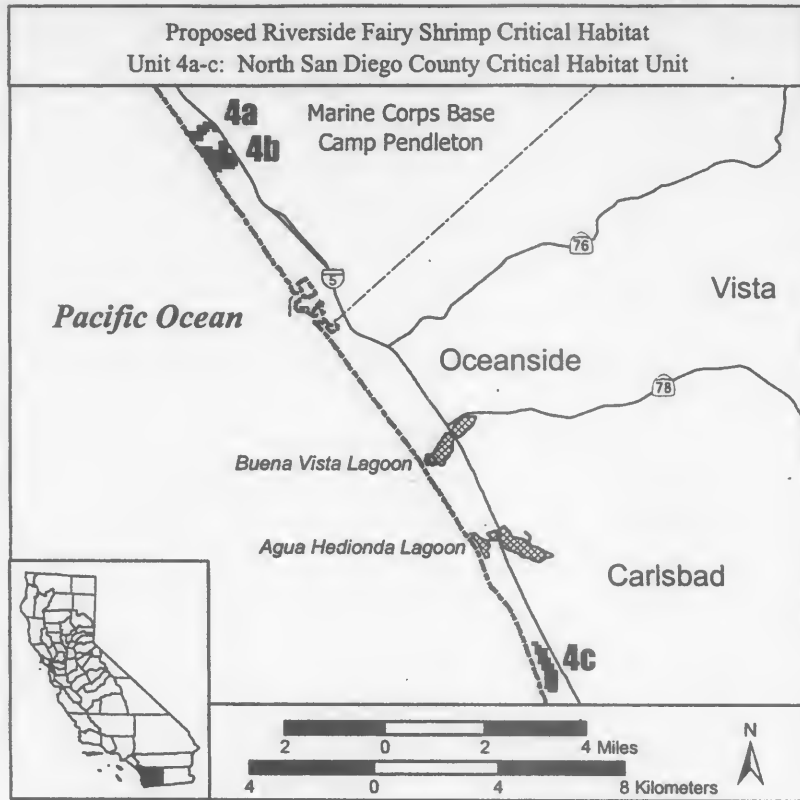 Proposed Riverside Fairy Shrimp Critical Habitat
Unit 4a-c: North San Diego County Critical Habitat Unit
4a
Marine Corps Base
4b
Camp Pendleton
76
5
Vista
Pacific Ocean
Oceanside
78
Buena Vista Lagoon
Agua Hedionda Lagoon
Carlsbad
4c
N
2 0 2 4 Miles
4 0 4 8 Kilometers